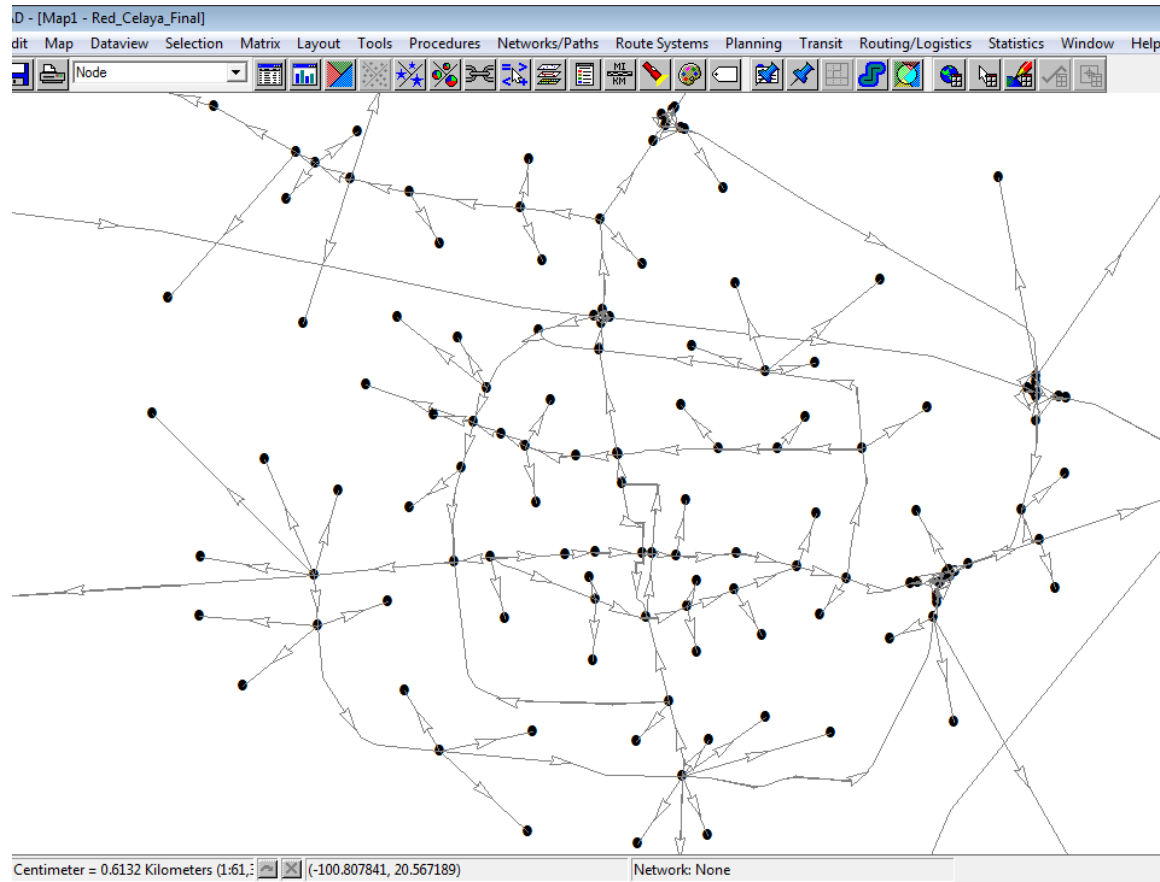 D - [Map1 - Red_Celaya_Final]
dit Map Dataview Selection Matrix Layout Tools Procedures Networks/Paths Route Systems Planning Transit Routing/Logistics Statistics Window Help
Node MI KM
Centimeter = 0.6132 Kilometers (1:61, (-100.807841, 20.567189) Network: None